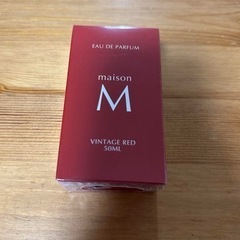 EAU DE PARFUM
maison
M
VINTAGE RED
50ML